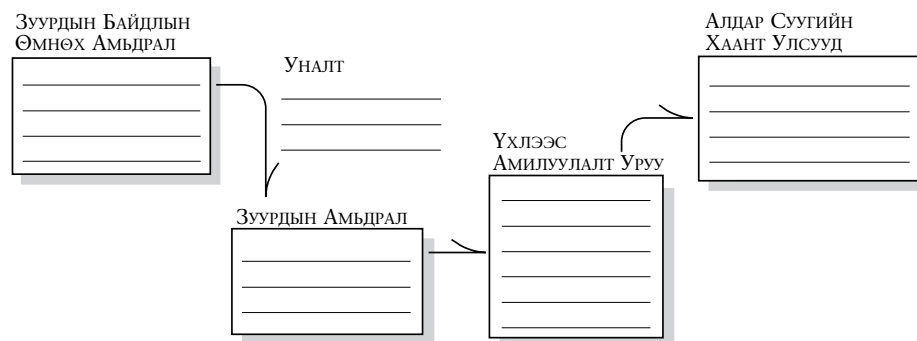 Зуурдын Байдлын
Өмнөх Амьдрал
Уналт
Зуурдын Амьдрал
Үхлээс
Амилуулалт Уруу
Алдар Суугийн
Хаант Улсууд